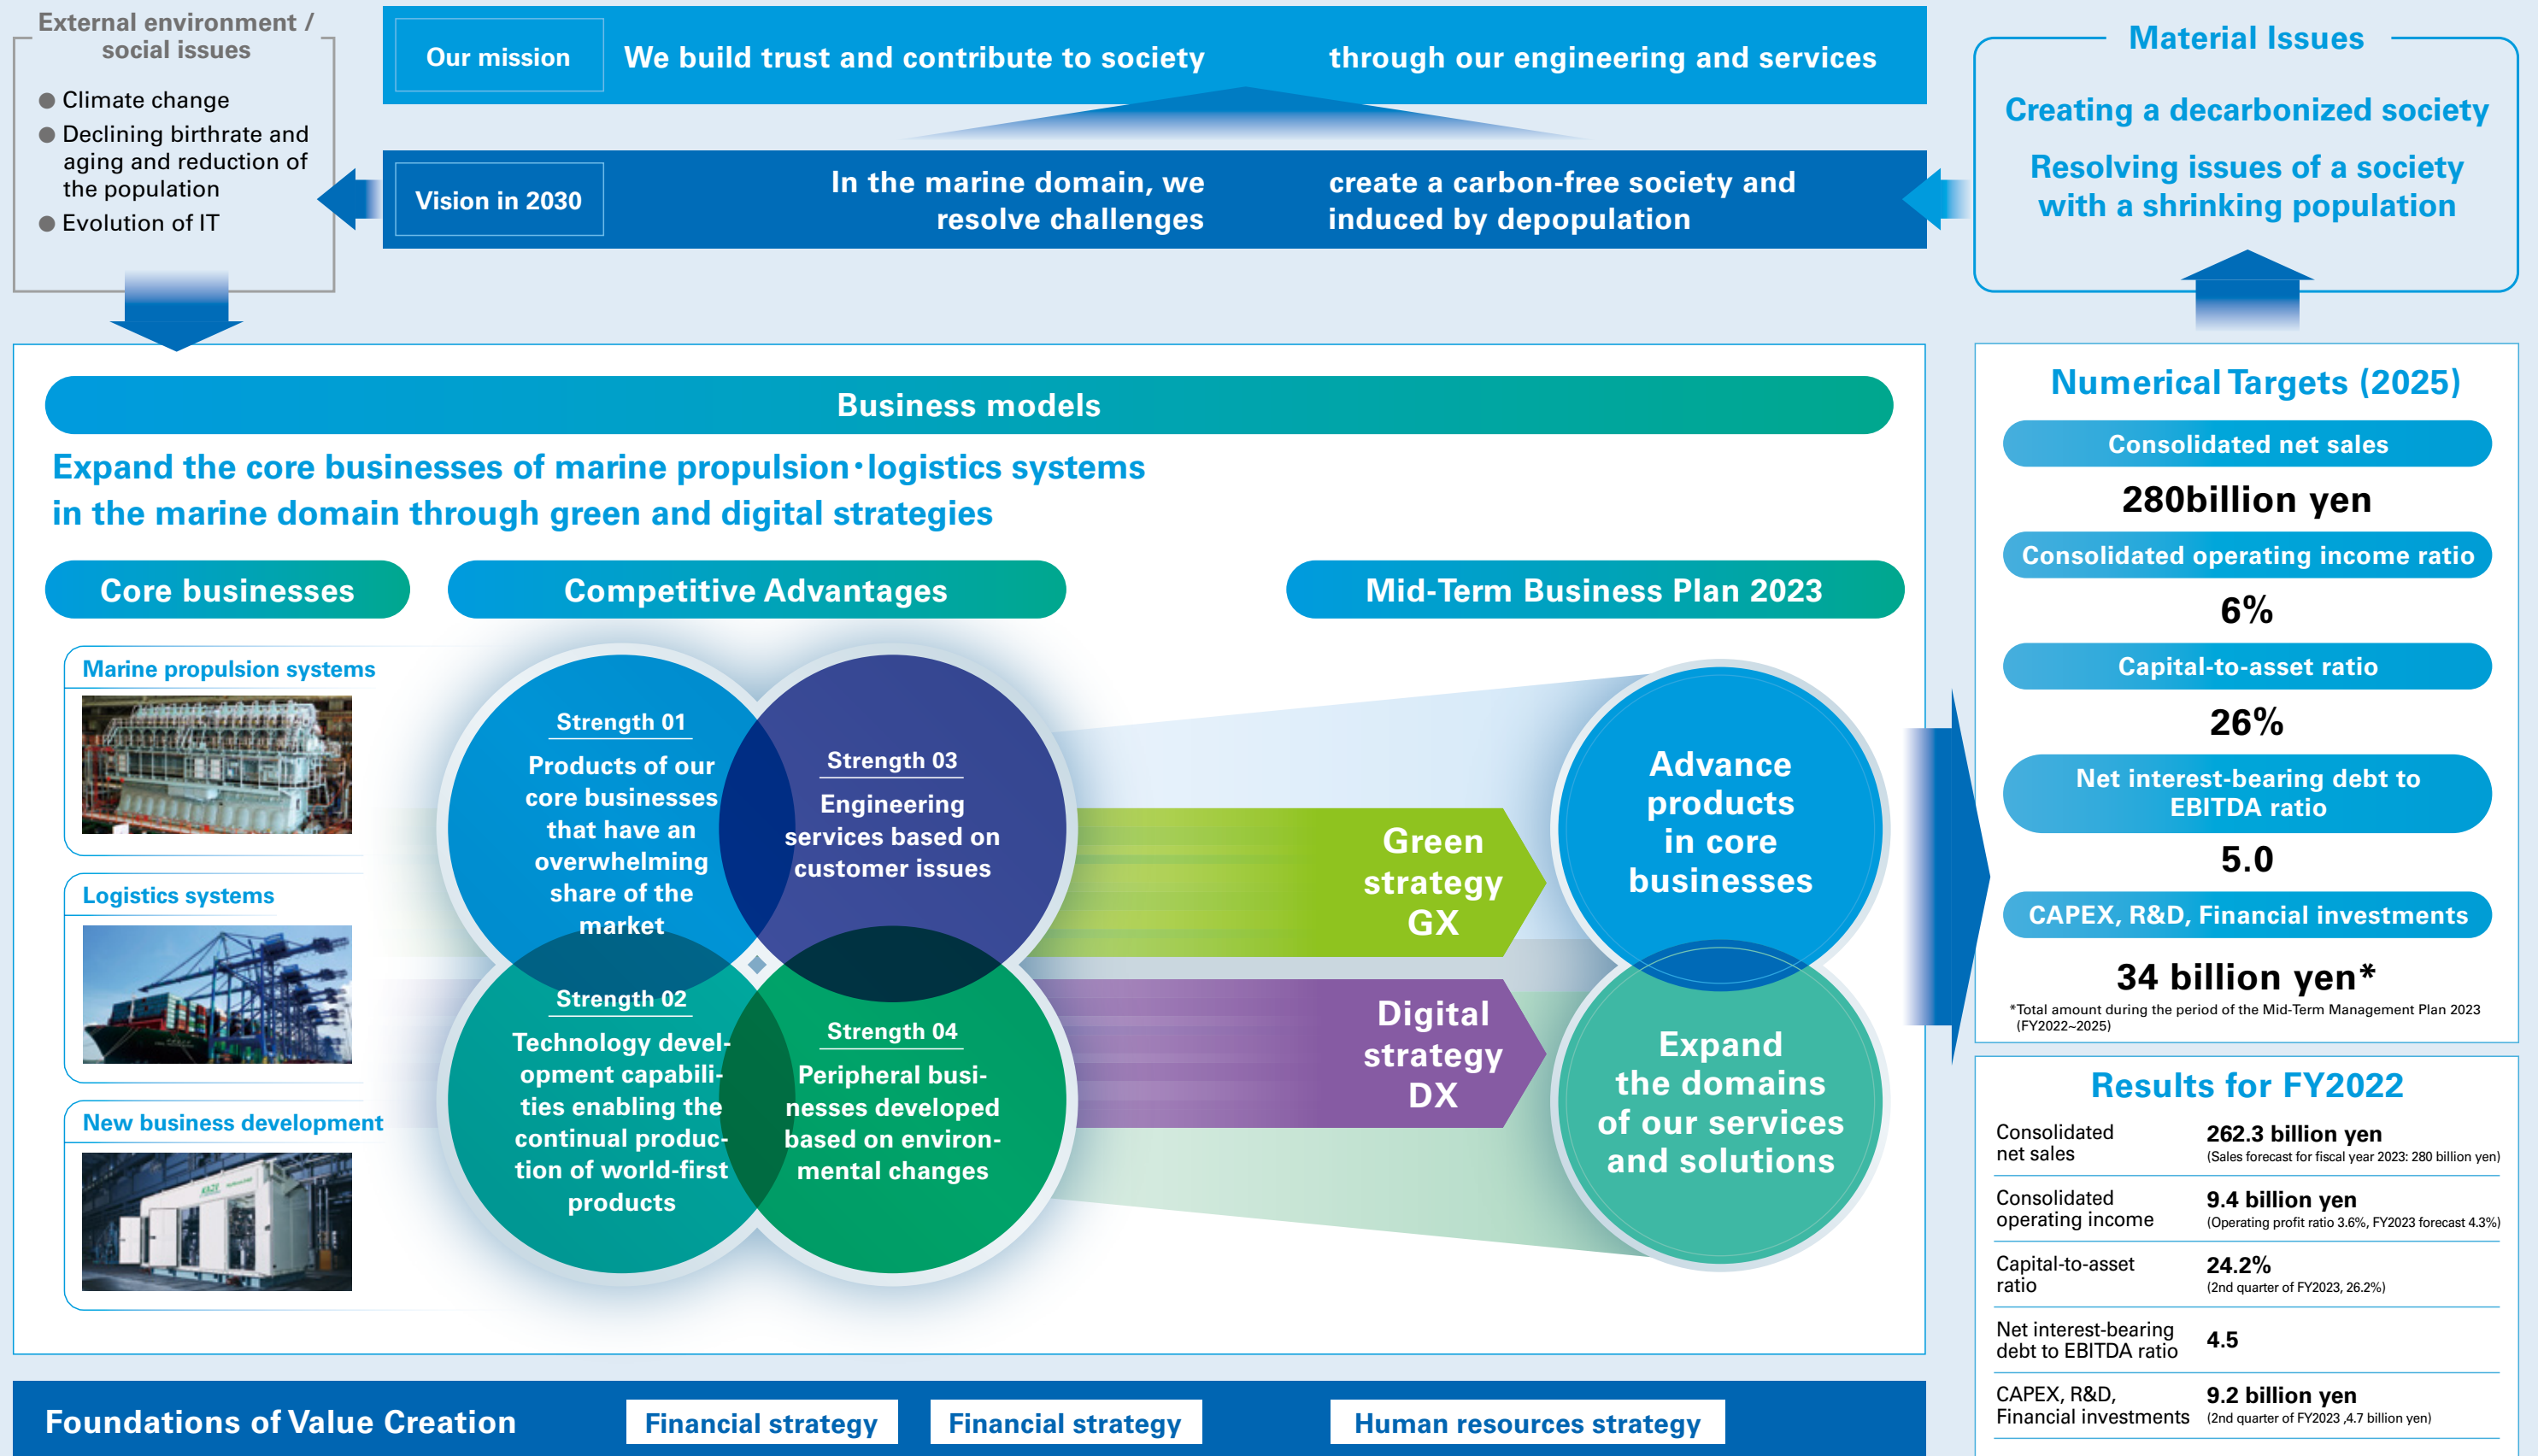 External environment /
social issues
● Climate change
● Declining birthrate and
aging and reduction of
the population
● Evolution of IT
Our mission
We build trust and contribute to society through our engineering and services
Vision in 2030
In the marine domain, we create a carbon-free society and
resolve challenges induced by depopulation
Material Issues
Creating a decarbonized society
Resolving issues of a society
with a shrinking population
Business models
Expand the core businesses of marine propulsion・logistics systems
in the marine domain through green and digital strategies
Core businesses
Marine propulsion systems
Logistics systems
New business development
Competitive Advantages
Strength 01
Products of our
core businesses
that have an
overwhelming
share of the
market
Strength 02
Technology devel-
opment capabili-
ties enabling the
continual produc-
tion of world-first
products
Strength 03
Engineering
services based on
customer issues
Strength 04
Peripheral busi-
nesses developed
based on environ-
mental changes
Green
strategy
GX
Digital
strategy
DX
Mid-Term Business Plan 2023
Advance
products
in core
businesses
Expand
the domains
of our services
and solutions
Numerical Targets (2025)
Consolidated net sales
280billion yen
Consolidated operating income ratio
6%
Capital-to-asset ratio
26%
Net interest-bearing debt to
EBITDA ratio
5.0
CAPEX, R&D, Financial investments
34 billion yen*
*Total amount during the period of the Mid-Term Management Plan 2023
(FY2022~2025)
Results for FY2022
Consolidated
net sales
262.3 billion yen
(Sales forecast for fiscal year 2023: 280 billion yen)
Consolidated
operating income
9.4 billion yen
(Operating profit ratio 3.6%, FY2023 forecast 4.3%)
Capital-to-asset
ratio
24.2%
(2nd quarter of FY2023, 26.2%)
Net interest-bearing
debt to EBITDA ratio
4.5
CAPEX, R&D,
Financial investments
9.2 billion yen
(2nd quarter of FY2023 ,4.7 billion yen)
Foundations of Value Creation
Financial strategy
Financial strategy
Human resources strategy